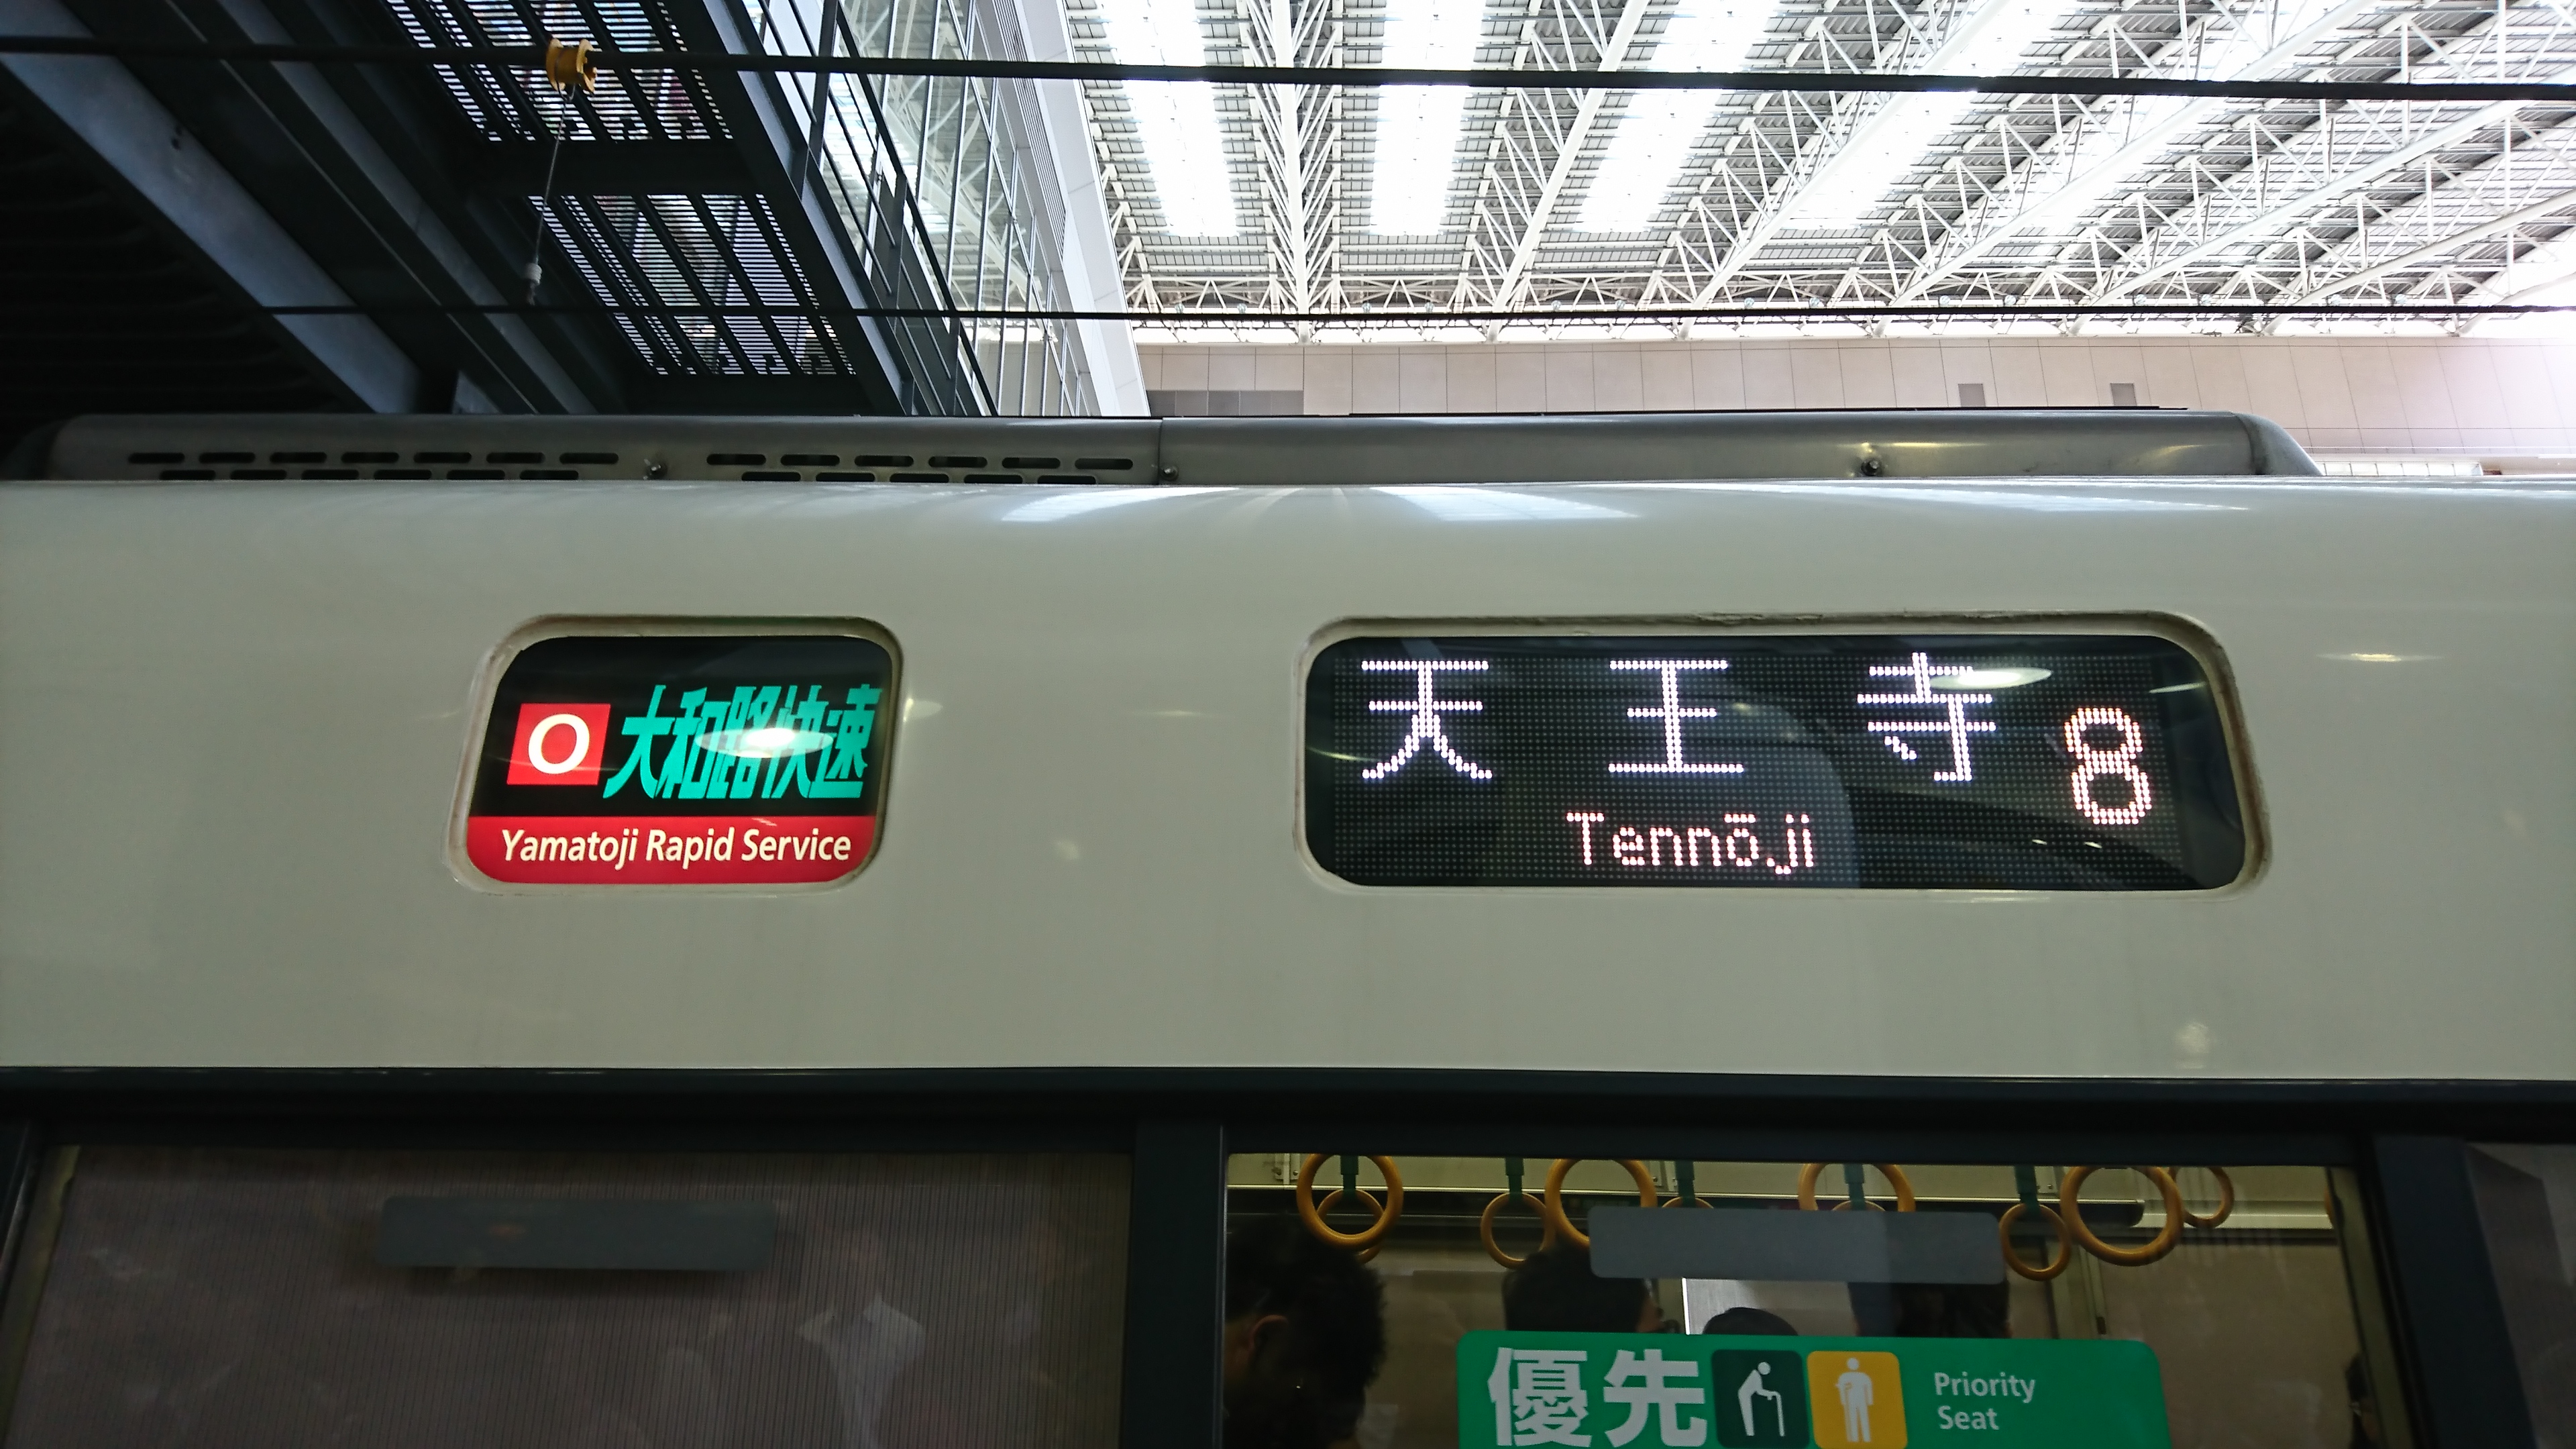 O 大和路快速
Yamatoji Rapid Service
天王寺 8
Tennōji
優先
Priority
Seat